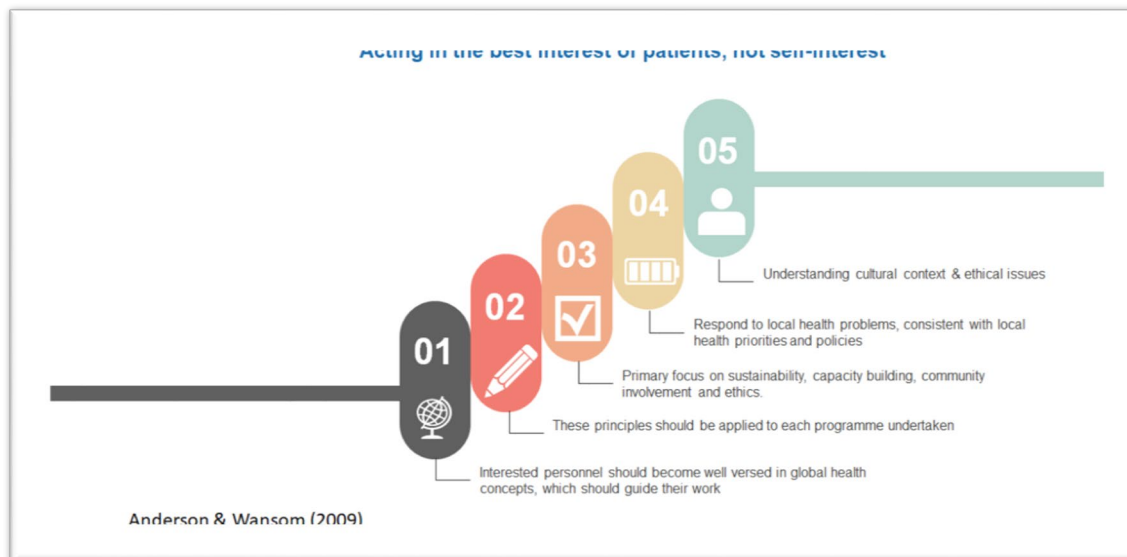 Acting in the best interest of patients, not self-interest
05
04
Understanding cultural context & ethical issues
03
02
Respond to local health problems, consistent with local
health priorities and policies
01
Primary focus on sustainability, capacity building, community
involvement and ethics.
These principles should be applied to each programme undertaken
Interested personnel should become well versed in global health
concepts, which should guide their work
Anderson & Wansom (2009)